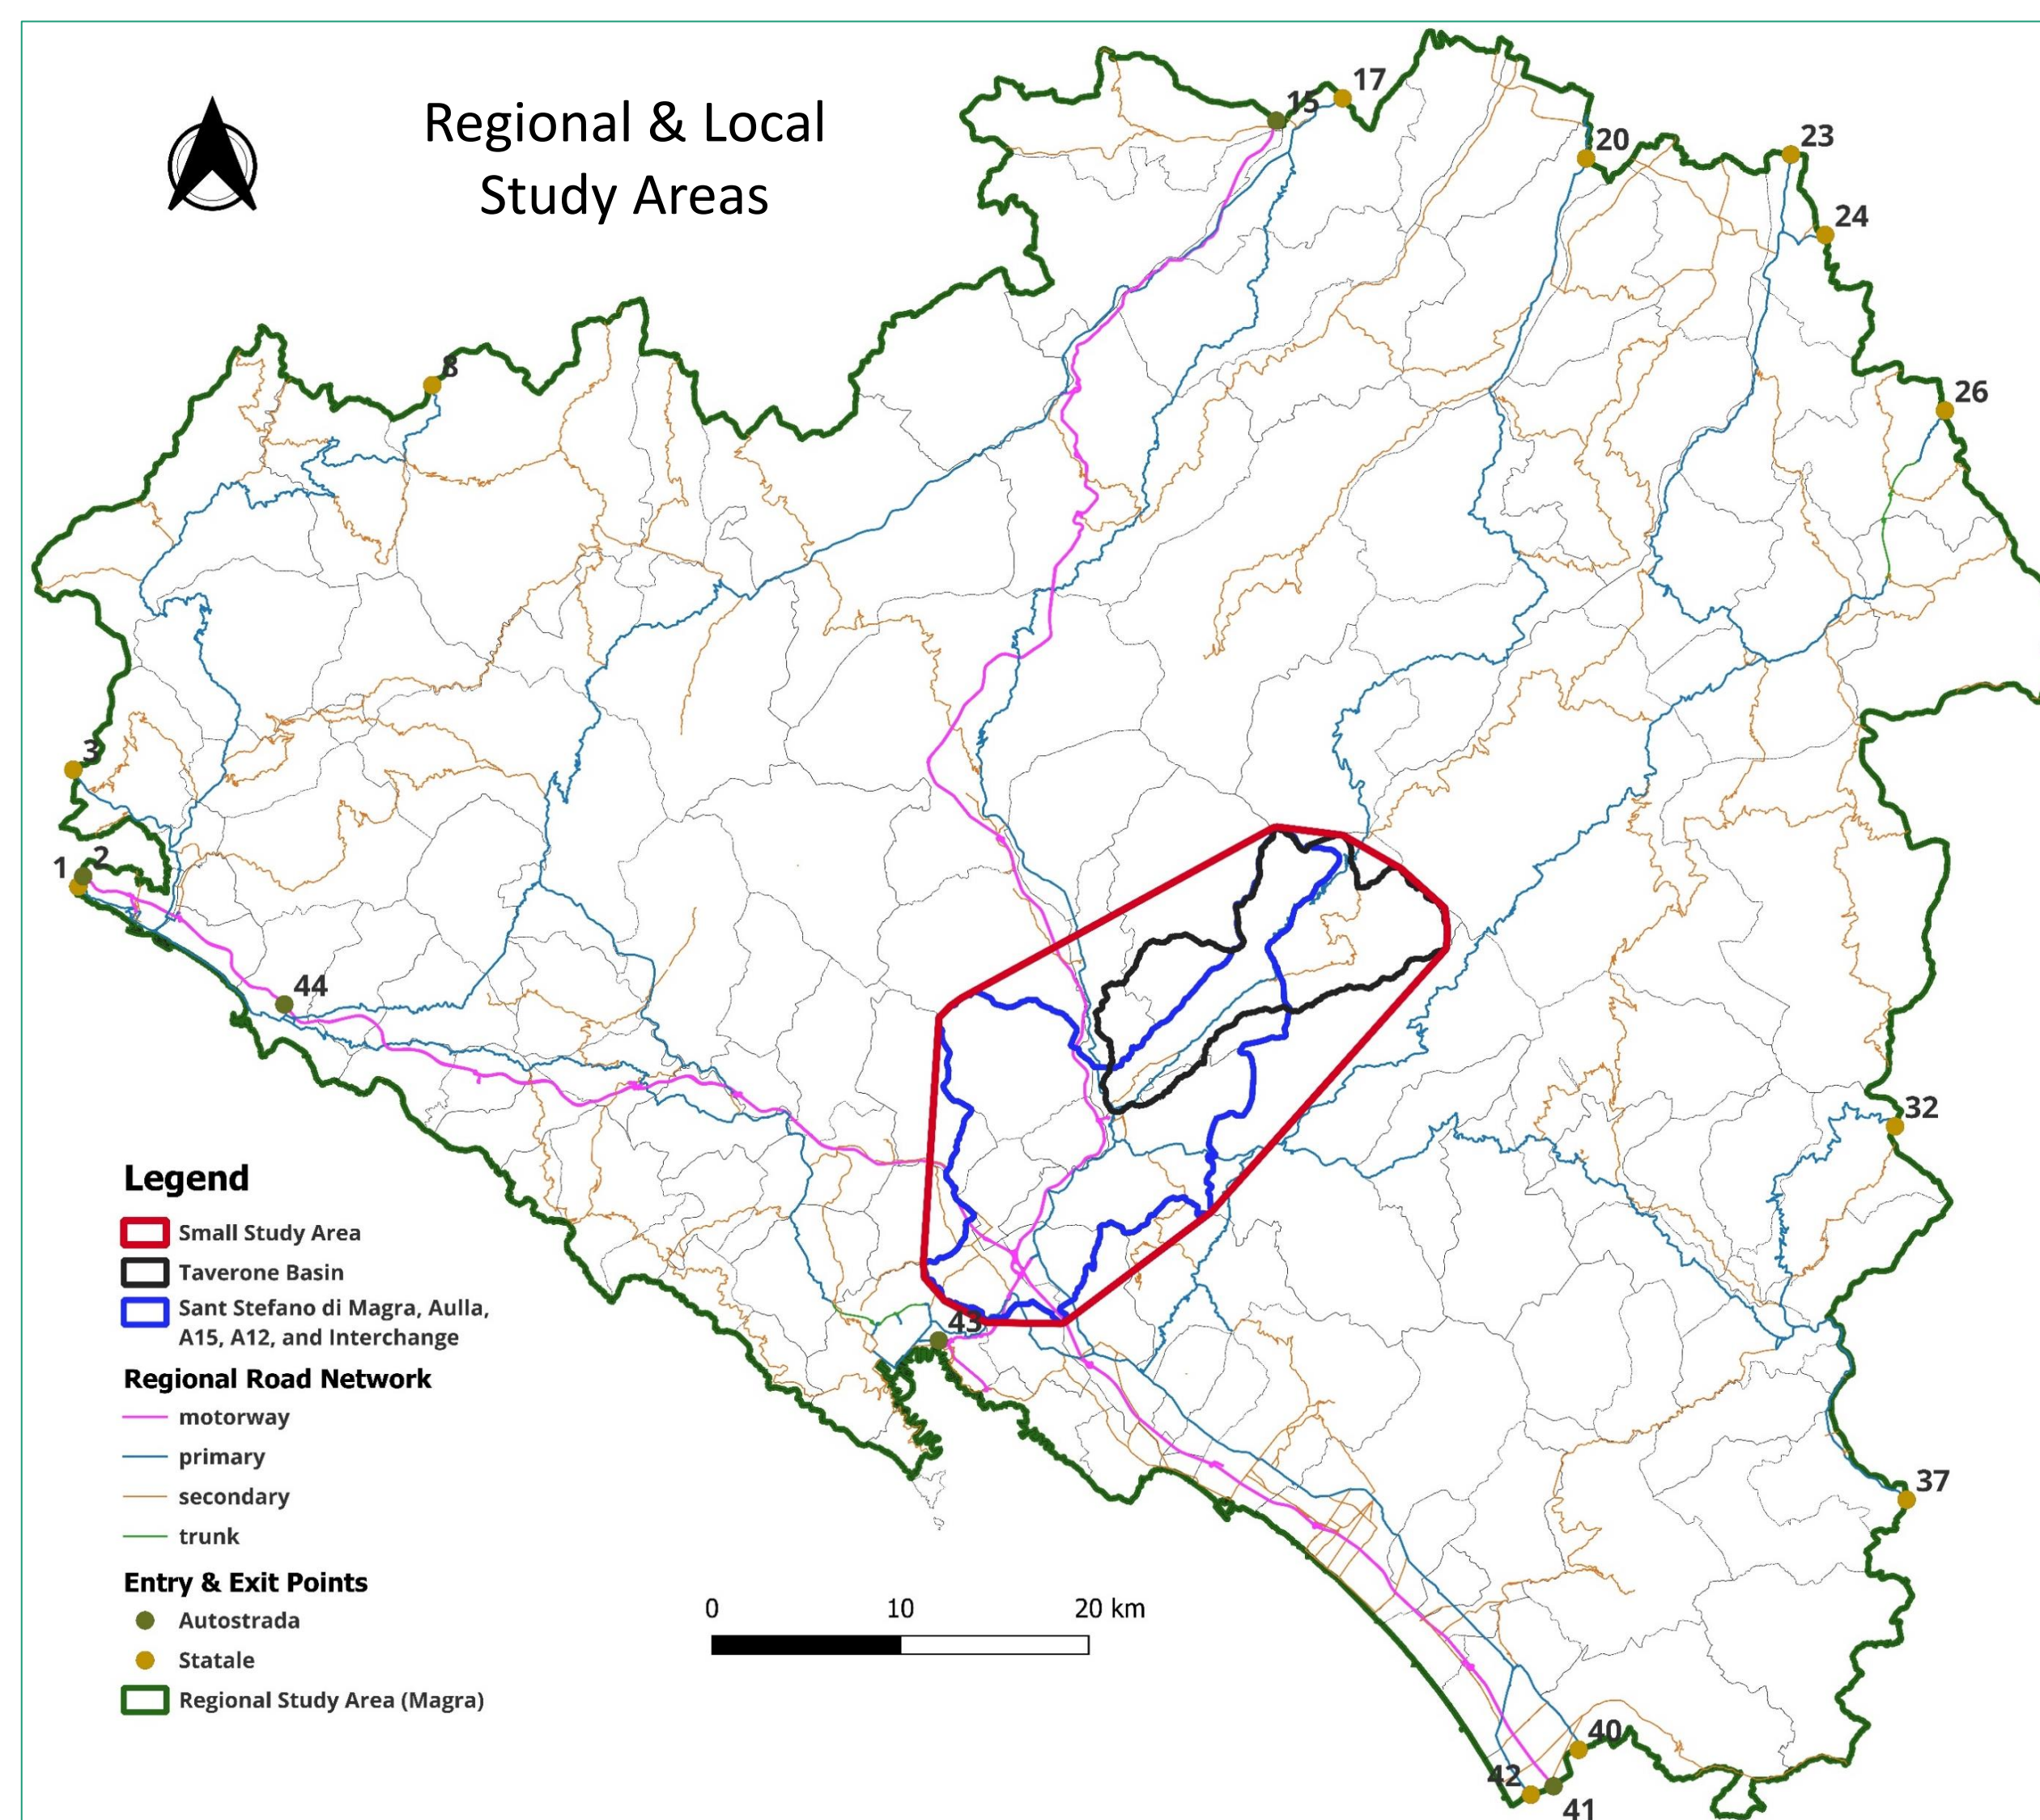 Regional & Local
Study Areas
15
17
20
23
24
8
26
3
1
2
44
32
43
37
40
42
41
Legend
Small Study Area
Taverone Basin
Sant Stefano di Magra, Aulla,
A15, A12, and Interchange
Regional Road Network
motorway
primary
secondary
trunk
Entry & Exit Points
Autostrada
Statale
Regional Study Area (Magra)
0 10 20 km